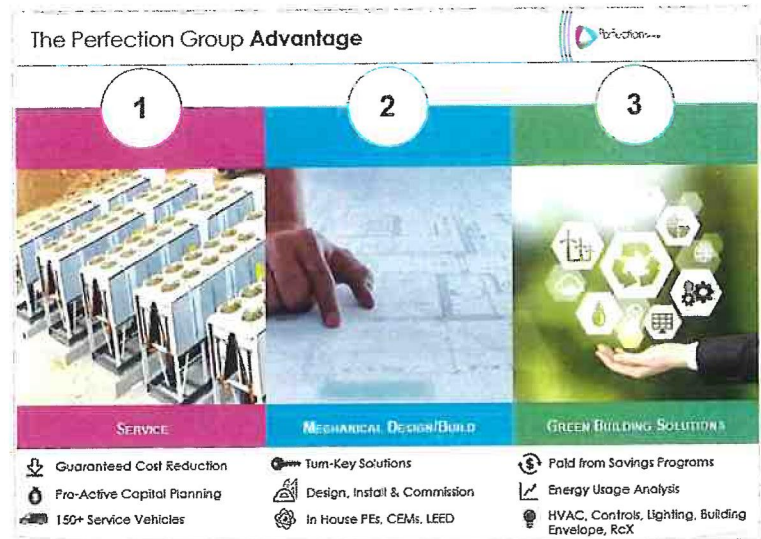 The Perfection Group Advantage
Perfection
1
2
3
SERVICE
MECHANICAL DESIGN/BUILD
GREEN BUILDING SOLUTIONS
Guaranteed Cost Reduction
Pro-Active Capital Planning
150+ Service Vehicles
Turn-Key Solutions
Design, Install & Commission
In House PEs, CEMs, LEED
Paid from Savings Programs
Energy Usage Analysis
HVAC, Controls, Lighting, Building
Envelope, RcX